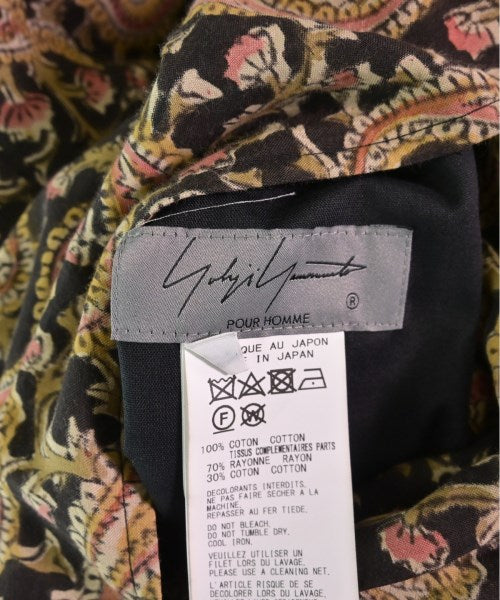 Yohji Yamamoto
®
POUR HOMME
QUE AU JAPON
IN JAPAN
F W
100% COTON COTTON
TISSUS COMPLEMENTAIRES PARTS
70% RAYONNE RAYON
30% COTON COTTON
DECOLORANTS INTERDITS.
NE PAS FAIRE SECHER A LA
MACHINE.
REPASSER AU FER TIEDE.
DO NOT BLEACH.
DO NOT TUMBLE DRY.
COOL IRON.
VEUILLEZ UTILISER UN
FILET LORS DU LAVAGE.
PLEASE USE A CLEANING NET.
L'ARTICLE RISQUE DE SE
DECOLORER LORS DU LAVAGE